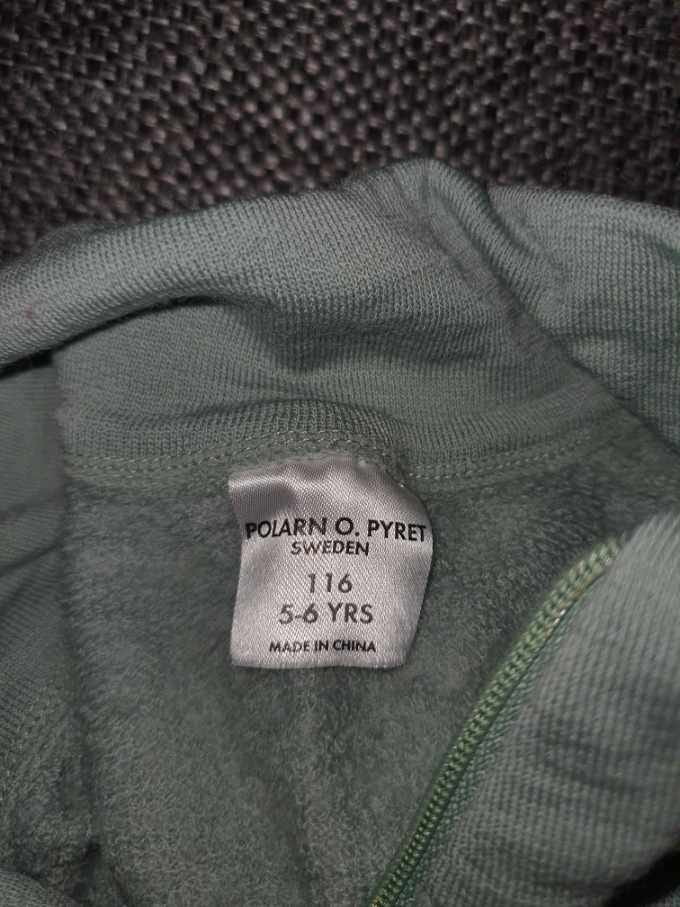 POLARN O. PYRET
SWEDEN
116
5-6 YRS
MADE IN CHINA